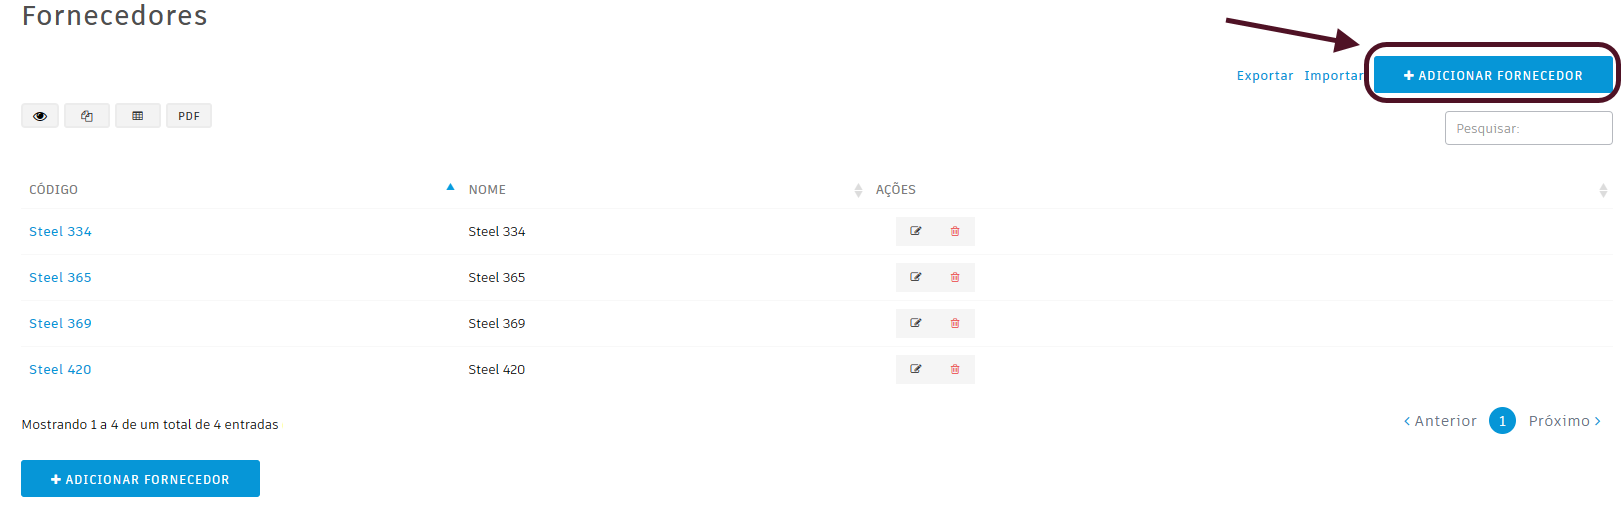 Fornecedores
Exportar Importar ADICIONAR FORNECEDOR
PDF
Pesquisar:
CÓDIGO NOME AÇÕES
Steel 334 Steel 334
Steel 365 Steel 365
Steel 369 Steel 369
Steel 420 Steel 420
Mostrando 1 a 4 de um total de 4 entradas
Anterior 1 Próximo
ADICIONAR FORNECEDOR